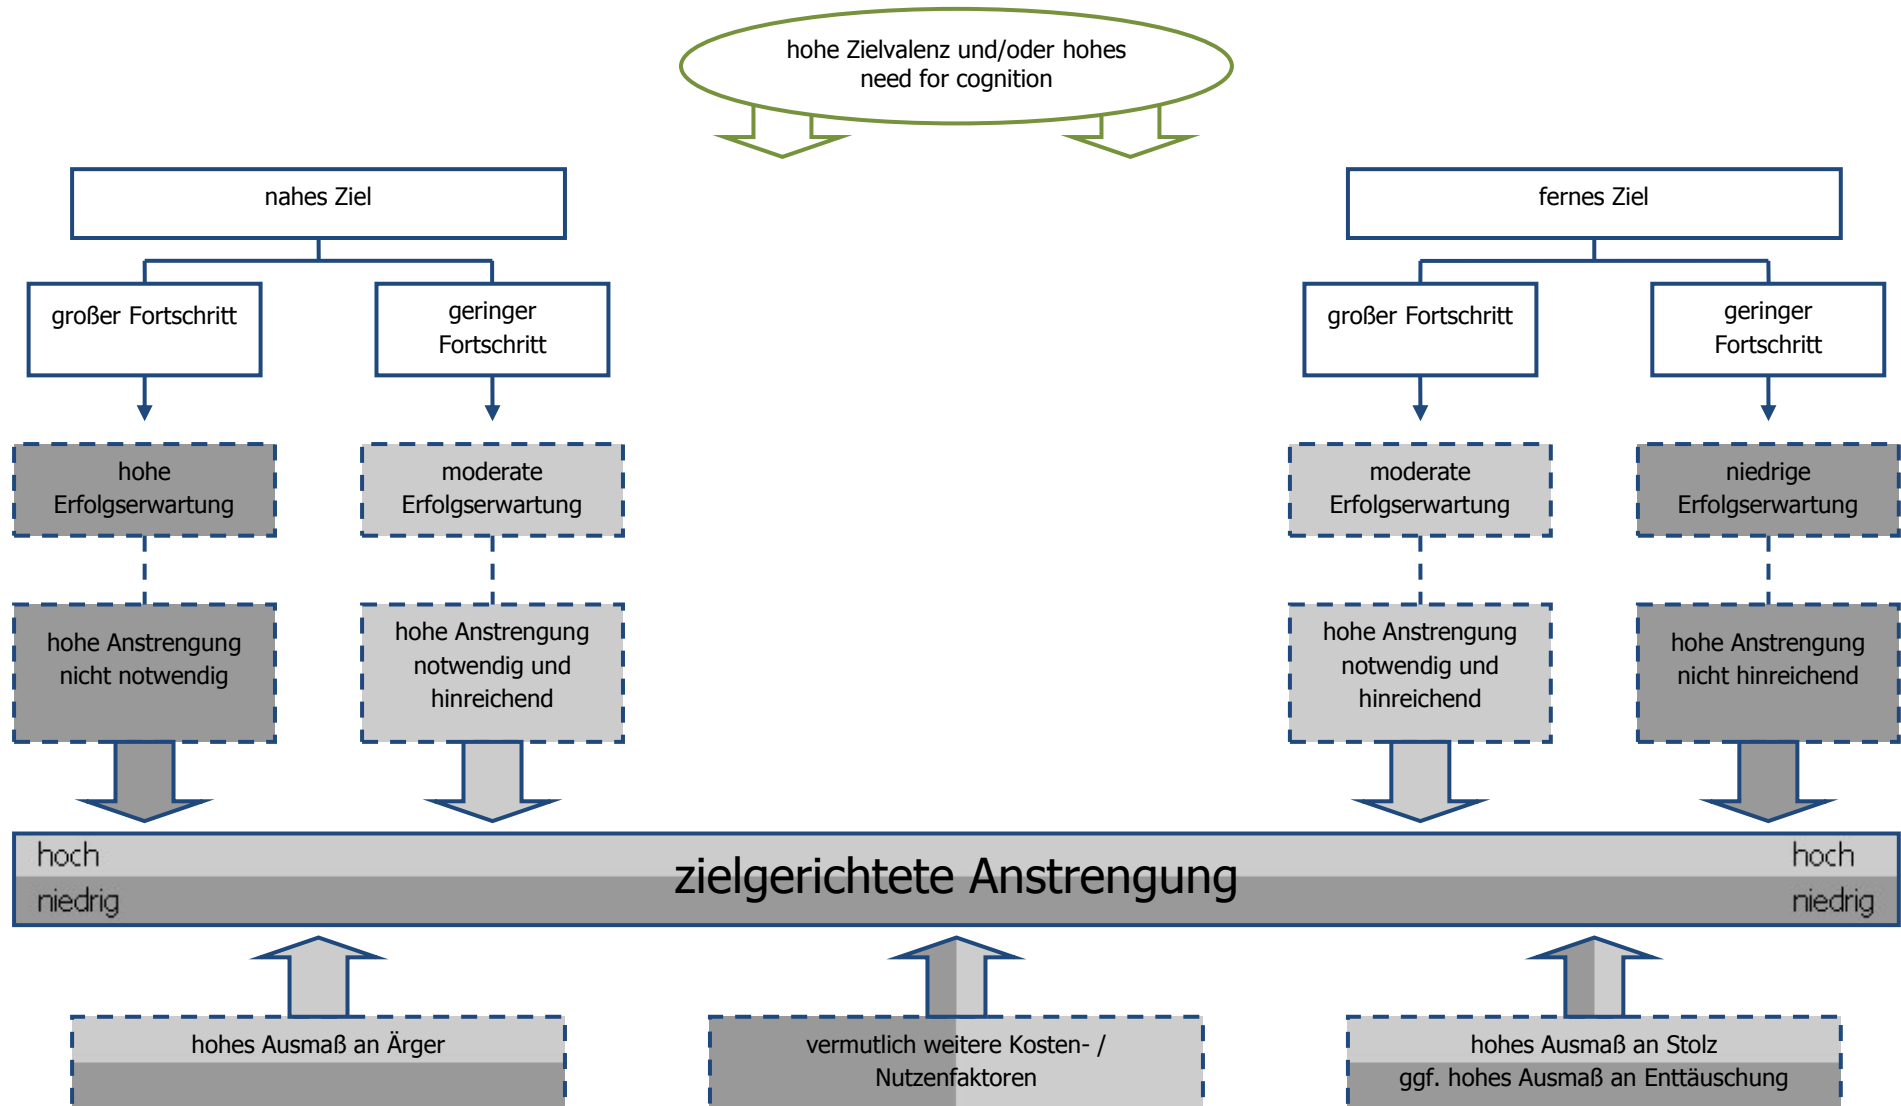 hohe Zielvalenz und/oder hohes
need for cognition
nahes Ziel
fernes Ziel
großer Fortschritt
geringer
Fortschritt
großer Fortschritt
geringer
Fortschritt
hohe
Erfolgserwartung
moderate
Erfolgserwartung
moderate
Erfolgserwartung
niedrige
Erfolgserwartung
hohe Anstrengung
nicht notwendig
hohe Anstrengung
notwendig und
hinreichend
hohe Anstrengung
notwendig und
hinreichend
hohe Anstrengung
nicht hinreichend
hoch
niedrig
zielgerichtete Anstrengung
hoch
niedrig
hohes Ausmaß an Ärger
vermutlich weitere Kosten- /
Nutzenfaktoren
hohes Ausmaß an Stolz
ggf. hohes Ausmaß an Enttäuschung